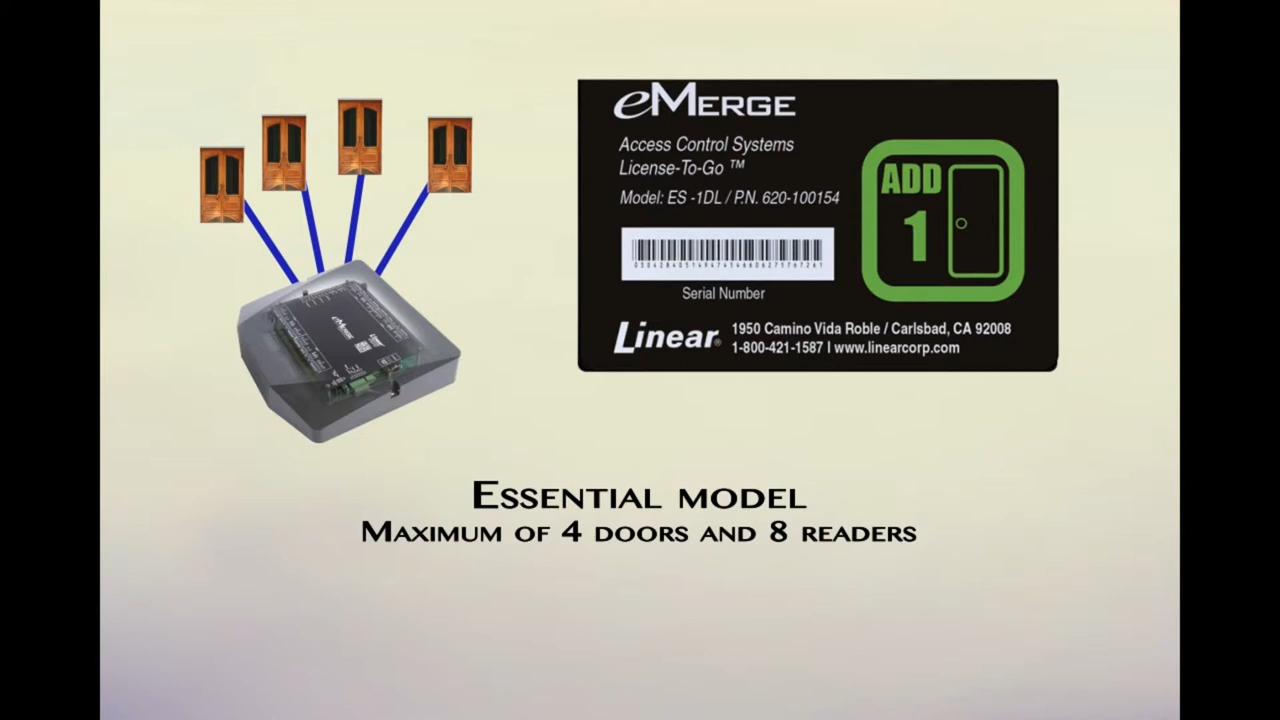 eMERGE
Access Control Systems
License-To-Go ™
Model: ES -1DL / P.N. 620-100154
ADD
1
Serial Number
Linear®
1950 Camino Vida Roble / Carlsbad, CA 92008
1-800-421-1587 | www.linearcorp.com
eMERGE
ESSENTIAL MODEL
MAXIMUM OF 4 DOORS AND 8 READERS